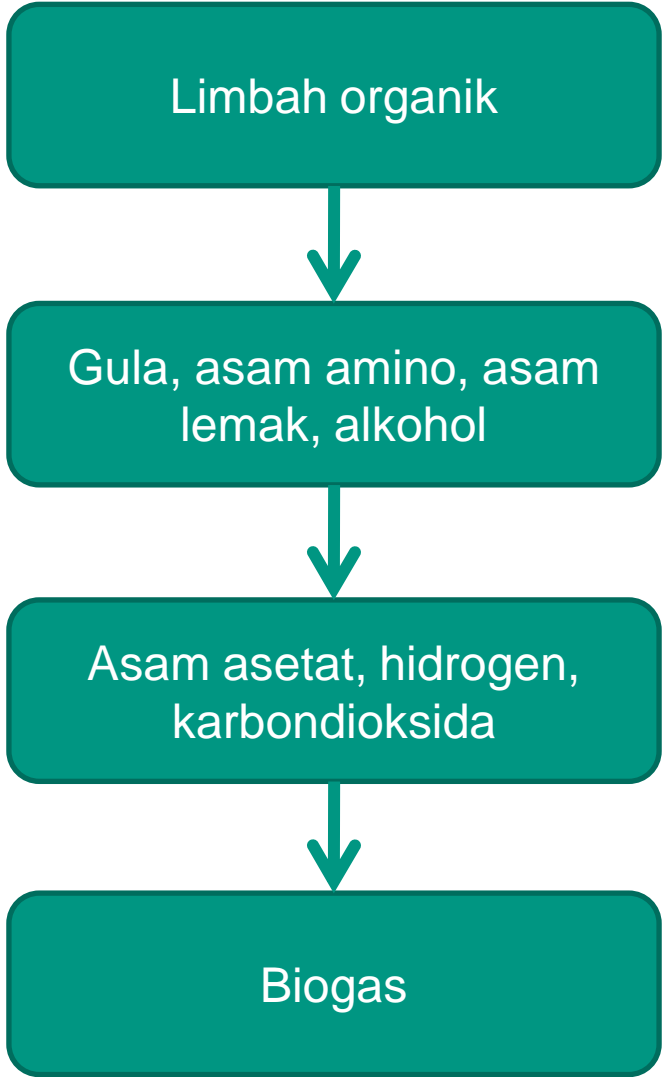 Limbah organik
Gula, asam amino, asam
lemak, alkohol
Asam asetat, hidrogen,
karbondioksida
Biogas